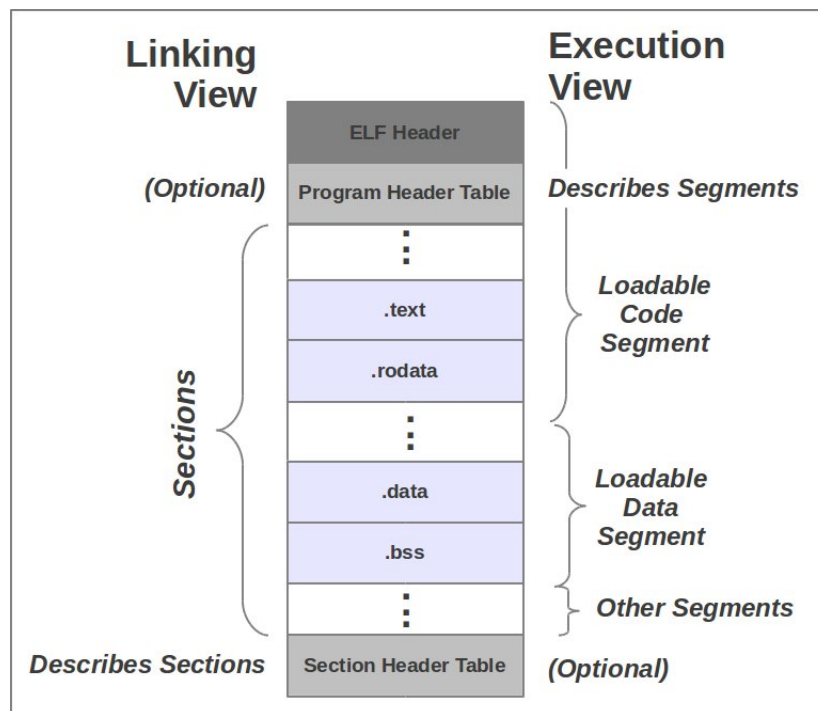 Linking
View
Execution
View
ELF Header
(Optional)
Program Header Table
Describes Segments
.text
Loadable
Code
Segment
.rodata
Sections
.data
Loadable
Data
Segment
.bss
Other Segments
Describes Sections
Section Header Table
(Optional)